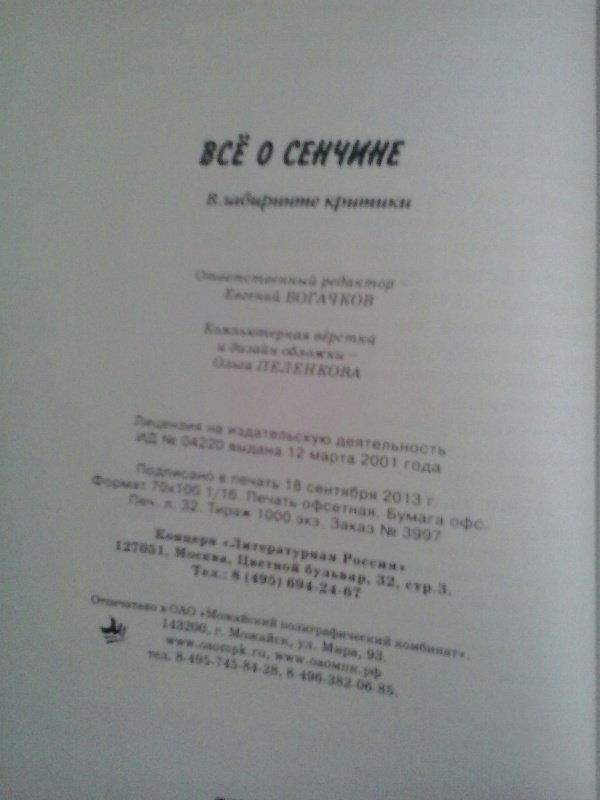 ВСЁ О СЕНЧИНЕ
В лабиринте критики
Ответственный редактор –
Евгений БОГАЧКОВ
Компьютерная вёрстка
и дизайн обложки –
Ольга ПЕЛЕНКОВА
Лицензия на издательскую деятельность
ИД № 04220 выдана 12 марта 2001 года
Подписано в печать 18 сентября 2013 г.
Формат 70х100 1/16. Печать офсетная. Бумага офс.
Печ. л. 32. Тираж 1000 экз. Заказ № 3997
Концерн «Литературная Россия»
127051, Москва, Цветной бульвар, 32, стр.3.
Тел.: 8 (495) 694-24-67
Отпечатано в ОАО «Можайский полиграфический комбинат».
143200, г. Можайск, ул. Мира, 93.
www.oaompk.ru, www.оаомпк.рф
тел. 8-495-745-84-28, 8-496-382-06-85.